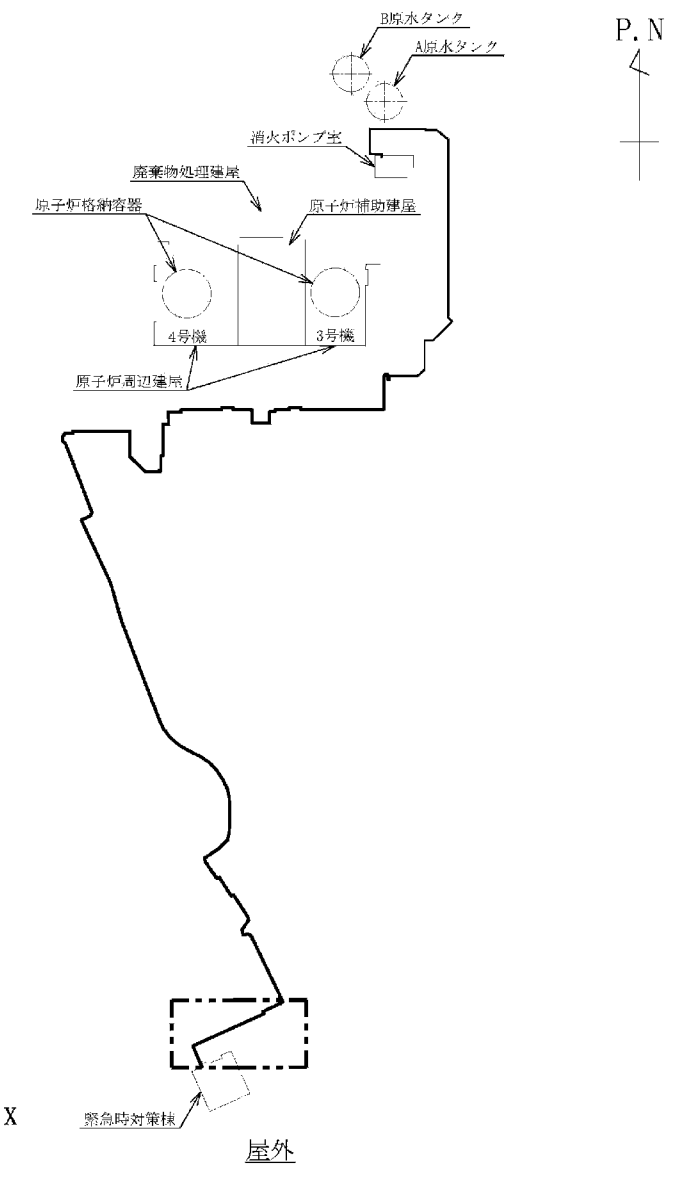 B原水タンク
A原水タンク
P.N
消火ポンプ室
廃棄物処理建屋
原子炉格納容器
原子炉補助建屋
4号機
3号機
原子炉周辺建屋
X
緊急時対策棟
屋外